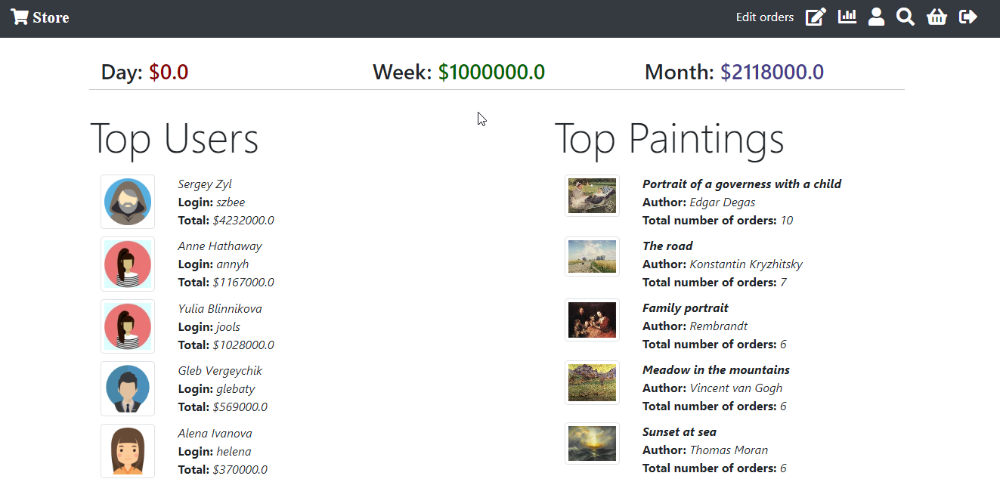 Store
Edit orders
Day: $0.0
Week: $1000000.0
Month: $2118000.0
Top Users
Sergey Zyl
Login: szbee
Total: $4232000.0
Anne Hathaway
Login: annyh
Total: $1167000.0
Yulia Blinnikova
Login: jools
Total: $1028000.0
Gleb Vergeychik
Login: glebaty
Total: $569000.0
Alena Ivanova
Login: helena
Total: $370000.0
Top Paintings
Portrait of a governess with a child
Author: Edgar Degas
Total number of orders: 10
The road
Author: Konstantin Kryzhitsky
Total number of orders: 7
Family portrait
Author: Rembrandt
Total number of orders: 6
Meadow in the mountains
Author: Vincent van Gogh
Total number of orders: 6
Sunset at sea
Author: Thomas Moran
Total number of orders: 6